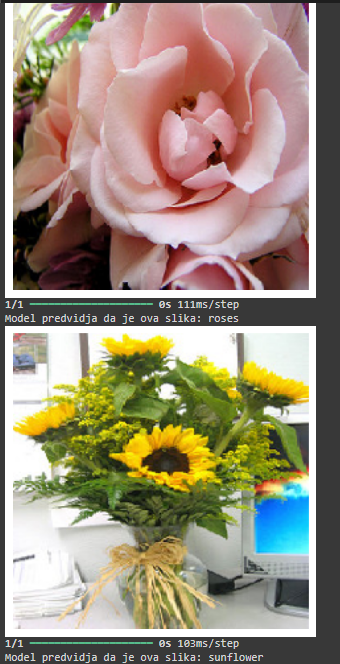 1/1 ━━━━━━━━━━━━━━━━━━━━ 0s 111ms/step
Model predvidja da je ova slika: roses
1/1 ━━━━━━━━━━━━━━━━━━━━ 0s 103ms/step
Model predvidja da je ova slika: sunflower